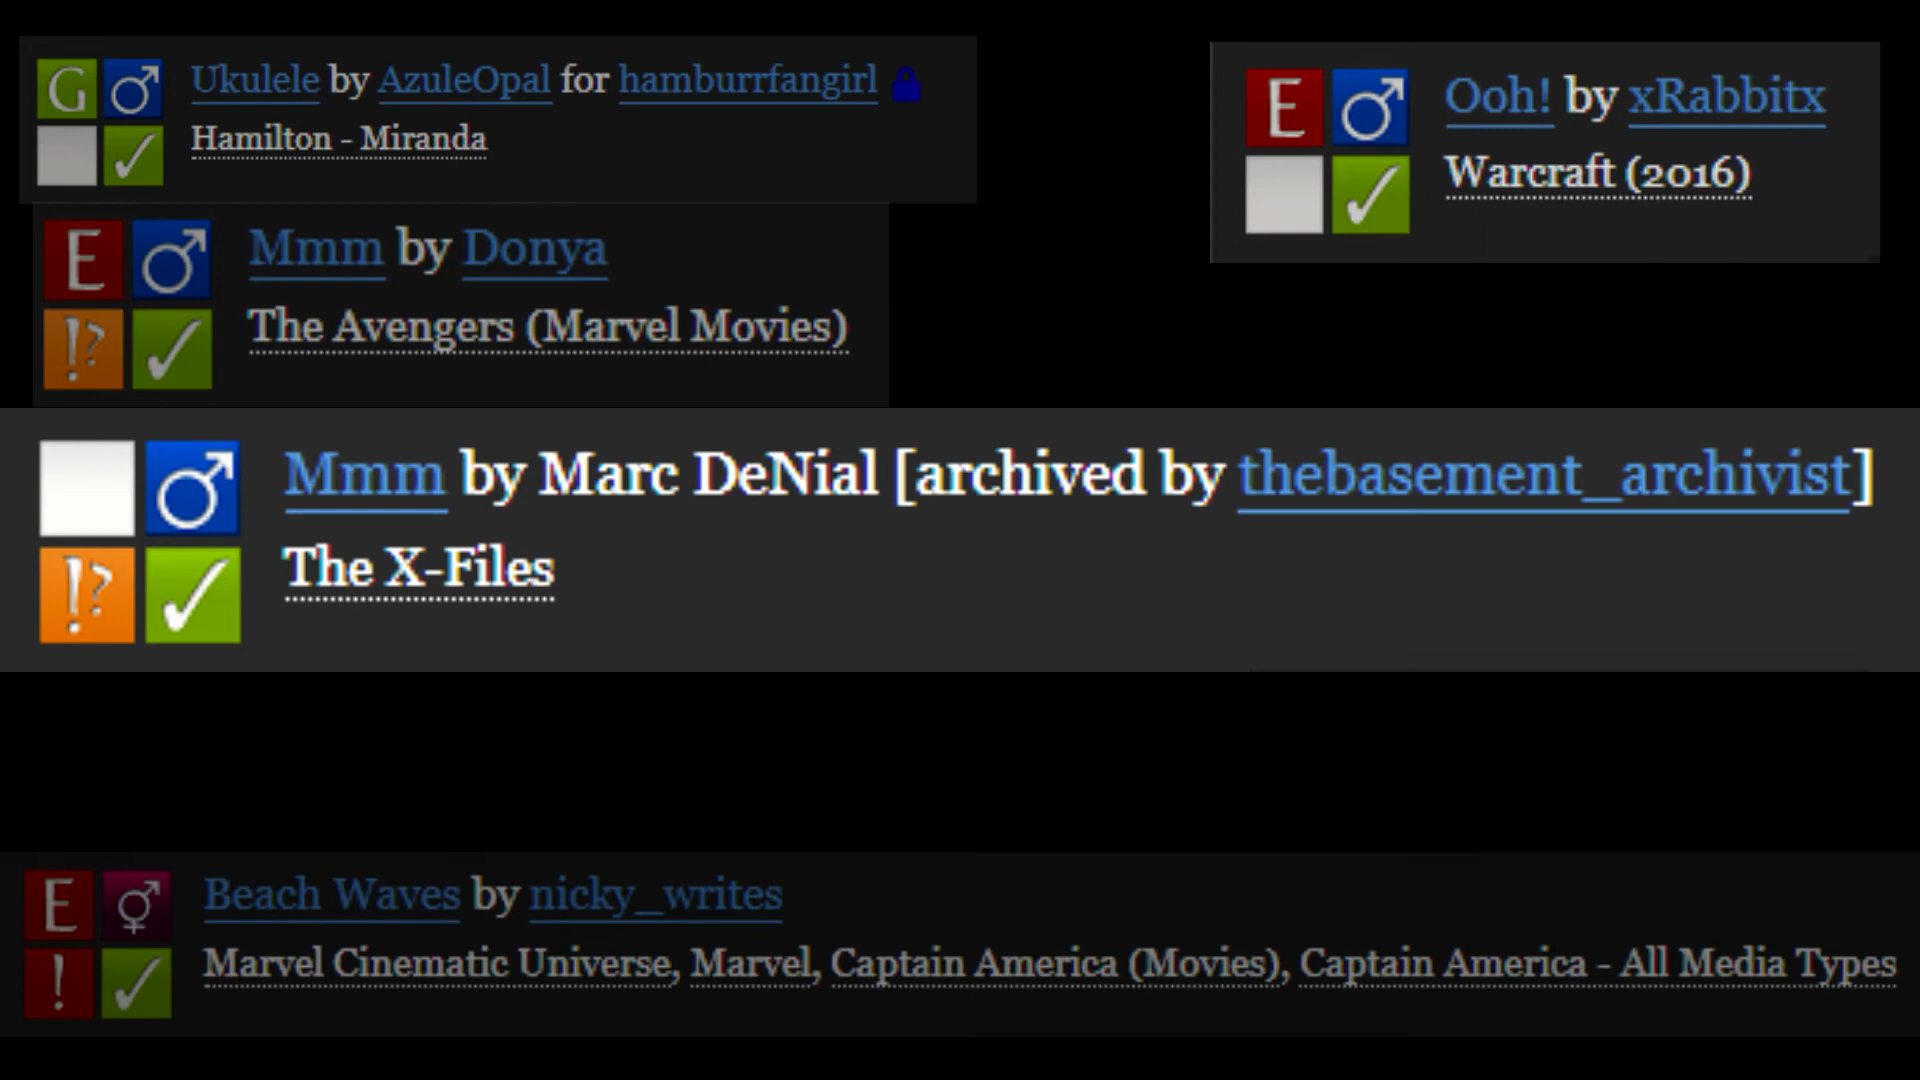 G Ukulele by AzuleOpal for hamburrfangirl
✓ Hamilton - Miranda
E Ooh! by xRabbitx
✓ Warcraft (2016)
E Mmm by Donya
!? ✓ The Avengers (Marvel Movies)
Mmm by Marc DeNial [archived by thebasement_archivist]
!? ✓ The X-Files
E Beach Waves by nicky_writes
! ✓ Marvel Cinematic Universe, Marvel, Captain America (Movies), Captain America - All Media Types